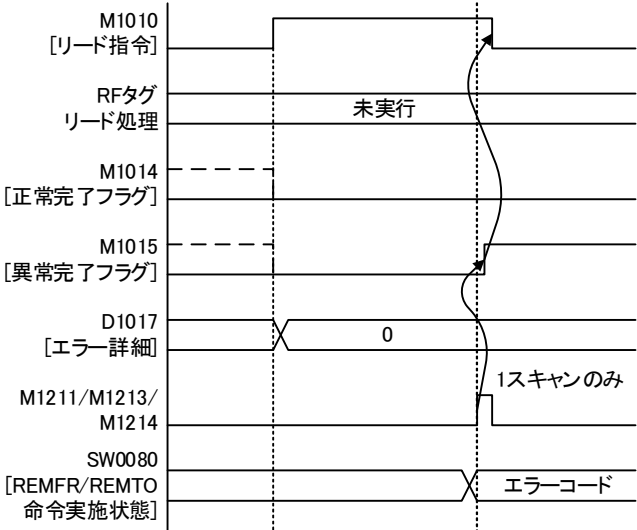 M1010
[リード指令]
RFタグ
リード処理
未実行
M1014
[正常完了フラグ]
M1015
[異常完了フラグ]
D1017
[エラー詳細]
0
1スキャンのみ
M1211/M1213/
M1214
SW0080
[REMFR/REMTO
命令実施状態]
エラーコード